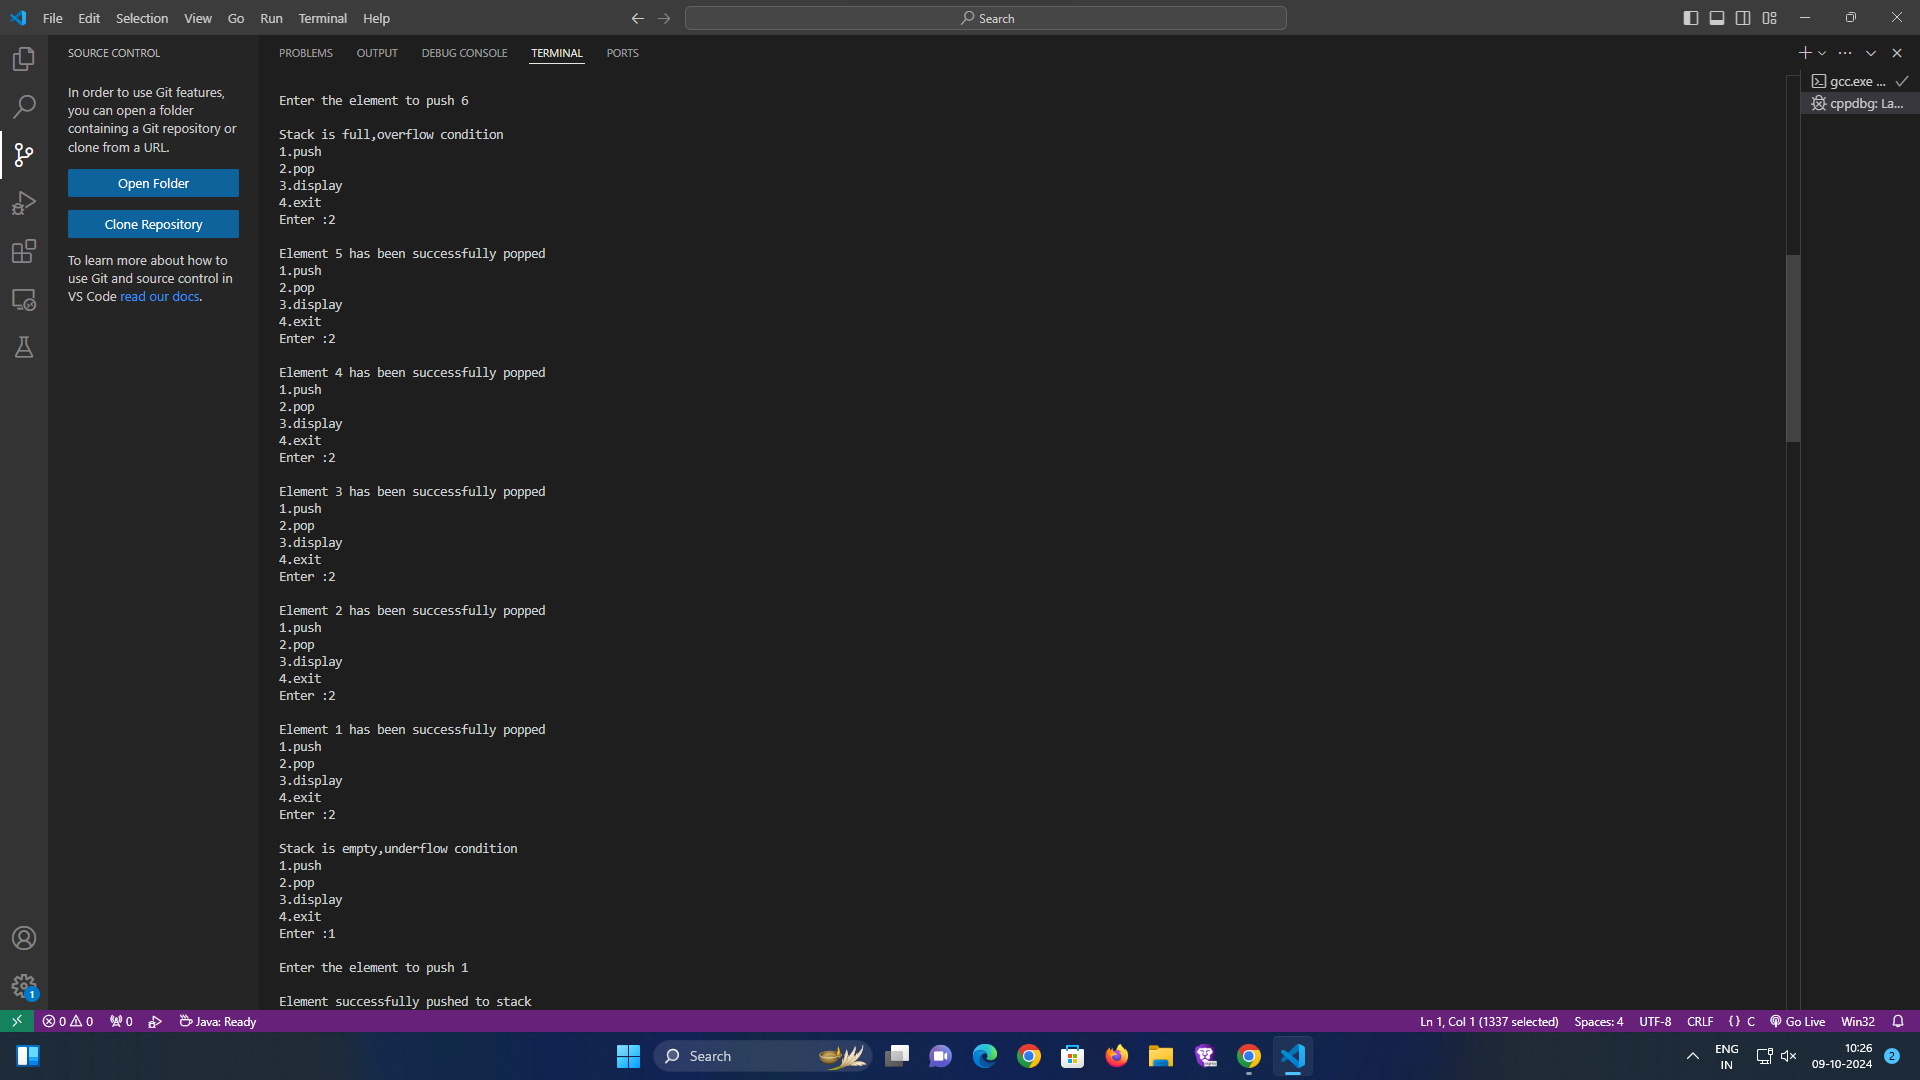 File Edit Selection View Go Run Terminal Help
Search
SOURCE CONTROL
In order to use Git features,
you can open a folder
containing a Git repository or
clone from a URL.
Open Folder
Clone Repository
To learn more about how to
use Git and source control in
VS Code read our docs.
PROBLEMS OUTPUT DEBUG CONSOLE TERMINAL PORTS
Enter the element to push 6
Stack is full,overflow condition
1.push
2.pop
3.display
4.exit
Enter :2
Element 5 has been successfully popped
1.push
2.pop
3.display
4.exit
Enter :2
Element 4 has been successfully popped
1.push
2.pop
3.display
4.exit
Enter :2
Element 3 has been successfully popped
1.push
2.pop
3.display
4.exit
Enter :2
Element 2 has been successfully popped
1.push
2.pop
3.display
4.exit
Enter :2
Element 1 has been successfully popped
1.push
2.pop
3.display
4.exit
Enter :2
Stack is empty,underflow condition
1.push
2.pop
3.display
4.exit
Enter :1
Enter the element to push 1
Element successfully pushed to stack
gcc.exe ...
cppdbg: La...
1
0 0 0 Java: Ready
Ln 1, Col 1 (1337 selected) Spaces: 4 UTF-8 CRLF {} C Go Live Win32
Search
ENG
IN
10:26
09-10-2024
2